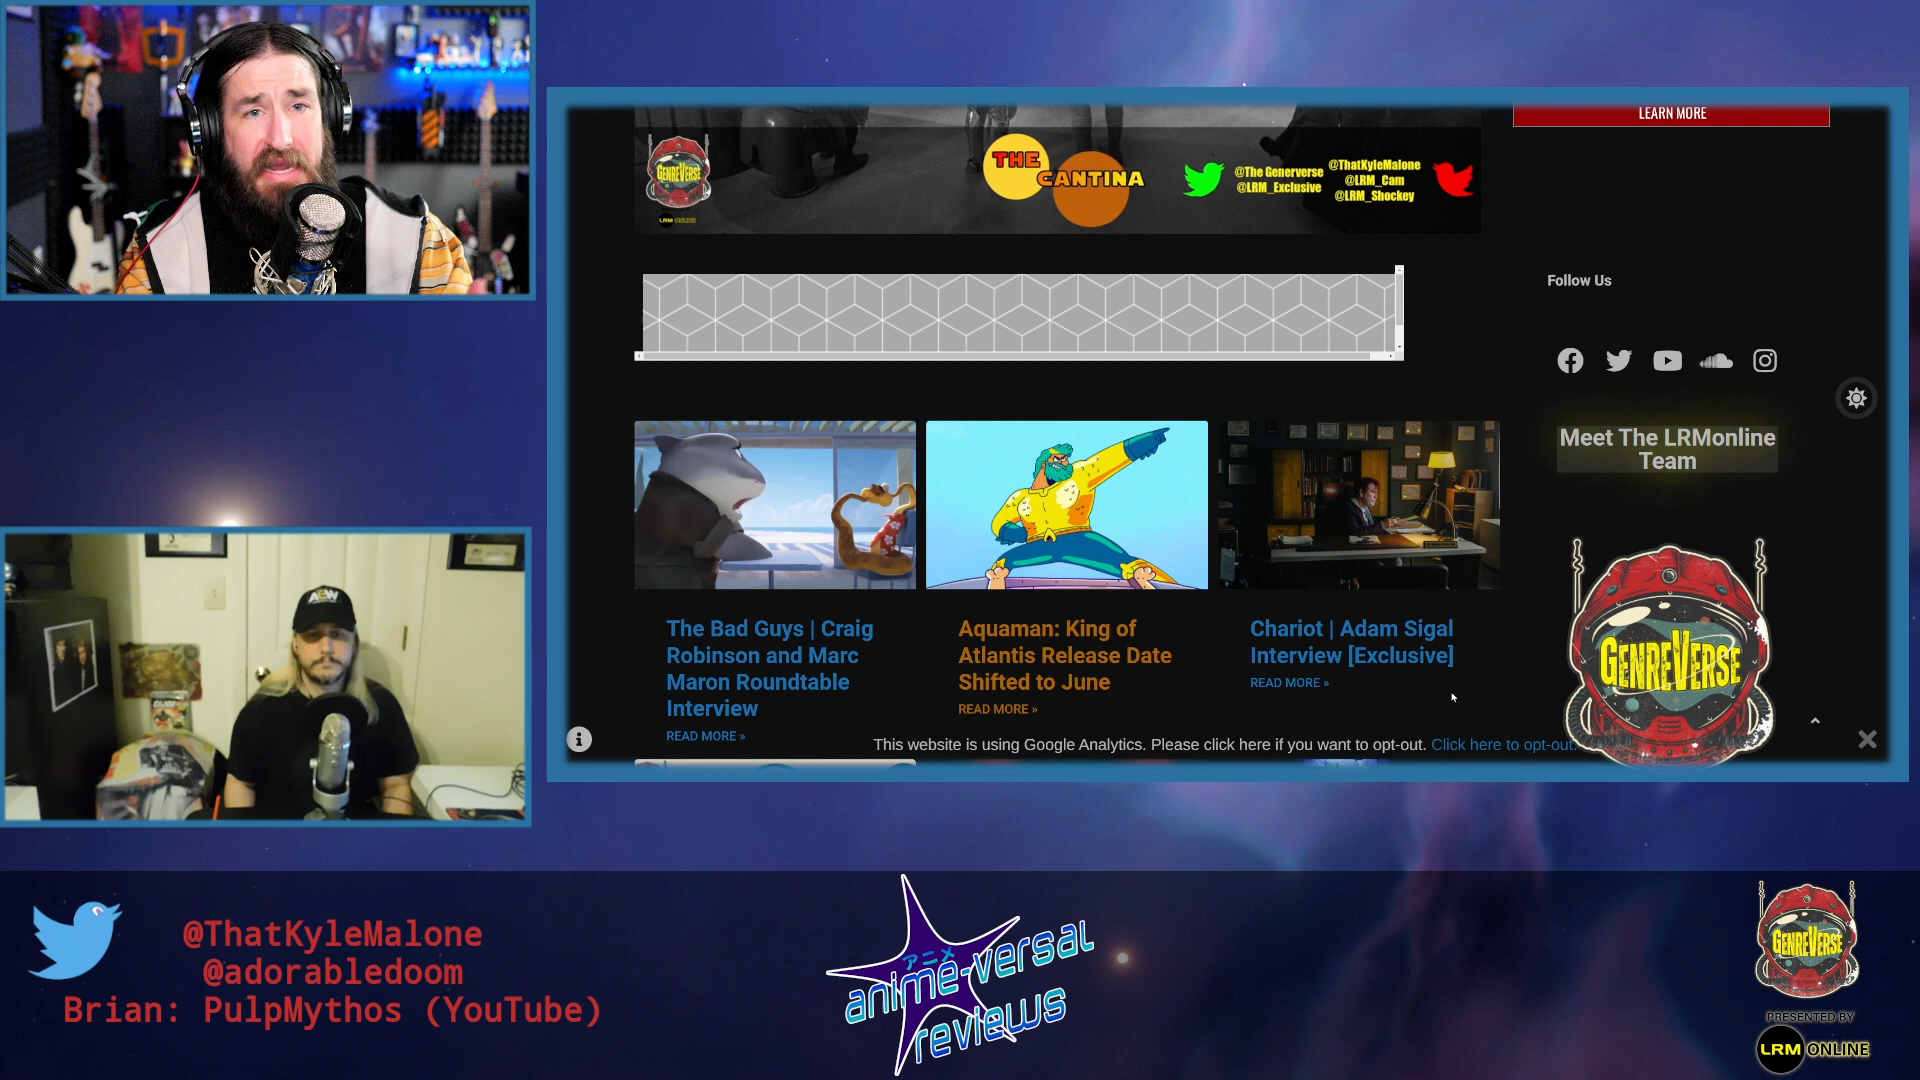 LEARN MORE
GENREVERSE
LRM ONLINE
THE
CANTINA
@The Generverse
@LRM_Exclusive
@ThatKyleMalone
@LRM_Cam
@LRM_Shockey
Follow Us
Meet The LRMonline
Team
The Bad Guys | Craig
Robinson and Marc
Maron Roundtable
Interview
READ MORE »
Aquaman: King of
Atlantis Release Date
Shifted to June
READ MORE »
Chariot | Adam Sigal
Interview [Exclusive]
READ MORE »
GENREVERSE
This website is using Google Analytics. Please click here if you want to opt-out. Click here to opt-out.
AEW
@ThatKyleMalone
@adorabledoom
Brian: PulpMythos (YouTube)
アニメ
anime-versal
reviews
GENREVERSE
PRESENTED BY
LRM ONLINE